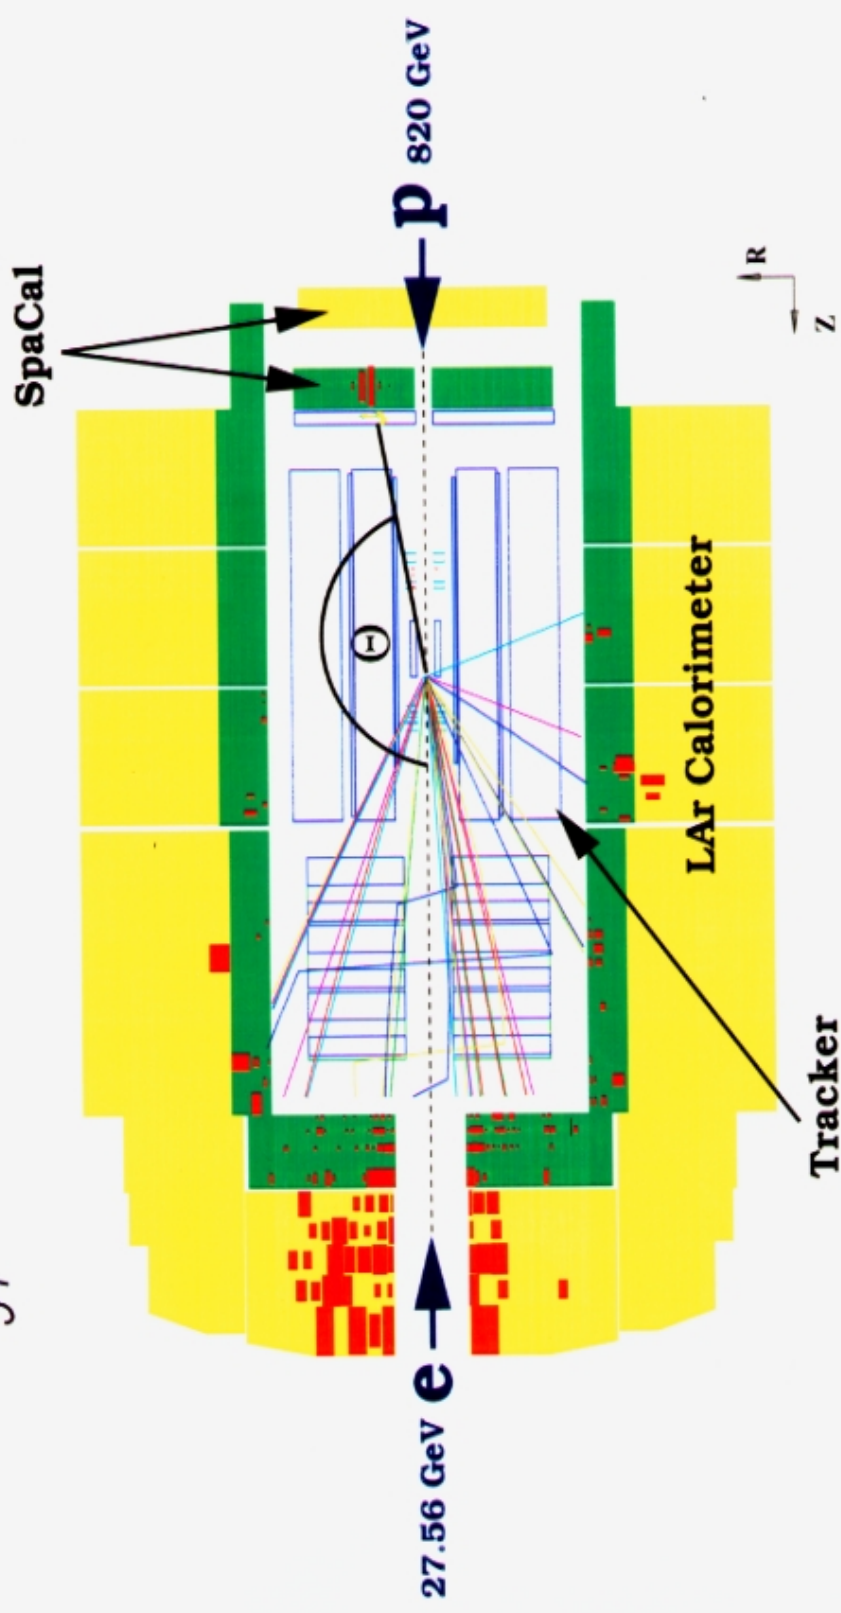 SpaCal
27.56 GeV e
p 820 GeV
Θ
R
Z
LAr Calorimeter
Tracker